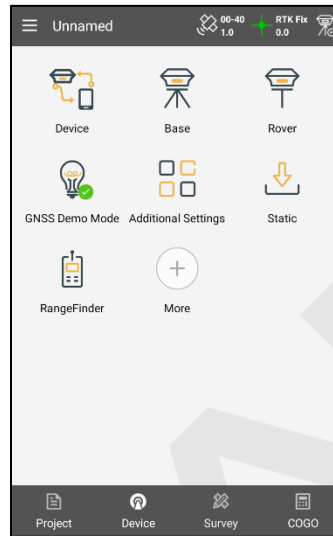 Unnamed
00-40
1.0
RTK Fix
0.0
Device
Base
Rover
GNSS Demo Mode
Additional Settings
Static
RangeFinder
More
Project
Device
Survey
COGO